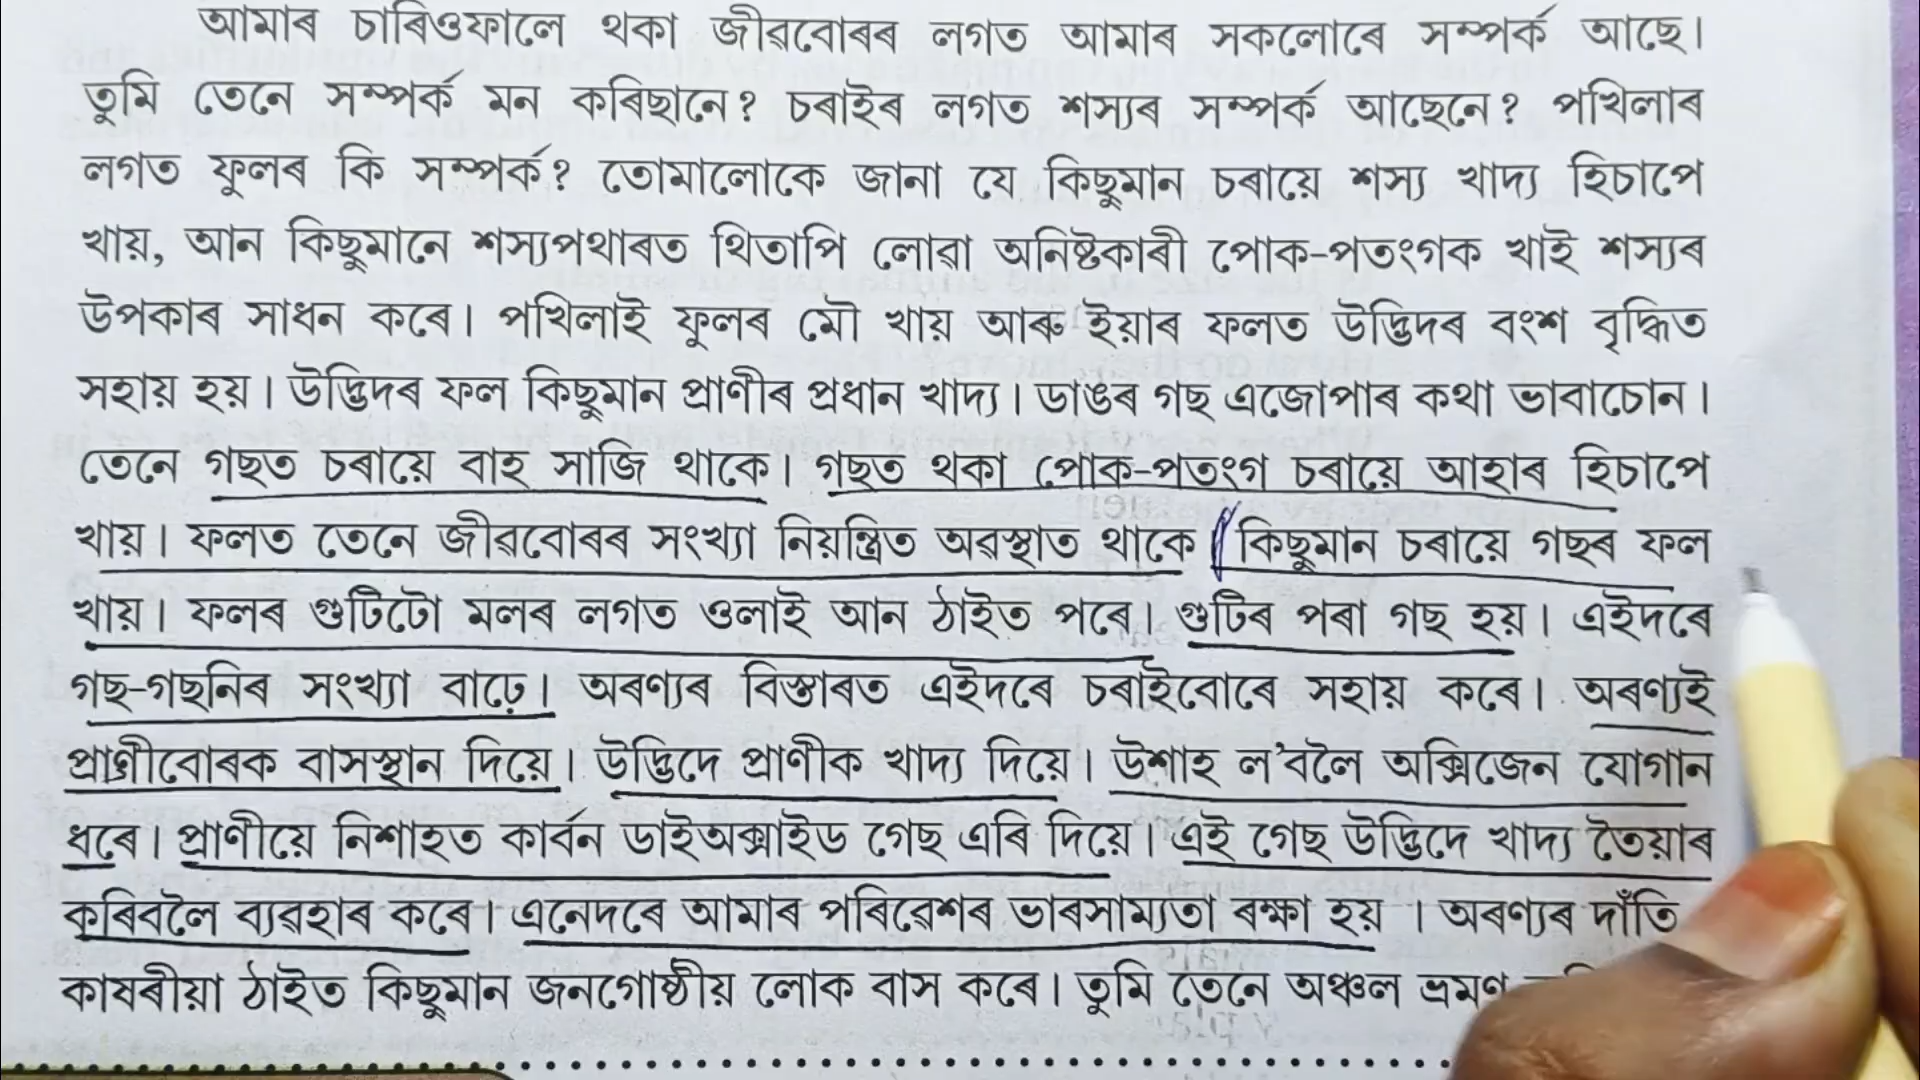 আমাৰ চাৰিওফালে থকা জীৱবোৰৰ লগত আমাৰ সকলোৰে সম্পৰ্ক আছে।
তুমি তেনে সম্পৰ্ক মন কৰিছানে? চৰাইৰ লগত শস্যৰ সম্পৰ্ক আছেনে? পখিলাৰ
লগত ফুলৰ কি সম্পৰ্ক? তোমালোকে জানা যে কিছুমান চৰায়ে শস্য খাদ্য হিচাপে
খায়, আন কিছুমানে শস্যপথাৰত থিতাপি লোৱা অনিষ্টকাৰী পোক-পতংগক খাই শস্যৰ
উপকাৰ সাধন কৰে। পখিলাই ফুলৰ মৌ খায় আৰু ইয়াৰ ফলত উদ্ভিদৰ বংশ বৃদ্ধিত
সহায় হয়। উদ্ভিদৰ ফল কিছুমান প্ৰাণীৰ প্ৰধান খাদ্য। ডাঙৰ গছ এজোপাৰ কথা ভাবাচোন।
তেনে গছত চৰায়ে বাহ সাজি থাকে। গছত থকা পোক-পতংগ চৰায়ে আহাৰ হিচাপে
খায়। ফলত তেনে জীৱবোৰৰ সংখ্যা নিয়ন্ত্ৰিত অৱস্থাত থাকে। কিছুমান চৰায়ে গছৰ ফল
খায়। ফলৰ গুটিটো মলৰ লগত ওলাই আন ঠাইত পৰে। গুটিৰ পৰা গছ হয়। এইদৰে
গছ-গছনিৰ সংখ্যা বাঢ়ে। অৰণ্যৰ বিস্তাৰত এইদৰে চৰাইবোৰে সহায় কৰে। অৰণ্যই
প্ৰাণীবোৰক বাসস্থান দিয়ে। উদ্ভিদে প্ৰাণীক খাদ্য দিয়ে। উশাহ ল'বলৈ অক্সিজেন যোগান
ধৰে। প্ৰাণীয়ে নিশাহত কাৰ্বন ডাইঅক্সাইড গেছ এৰি দিয়ে। এই গেছ উদ্ভিদে খাদ্য তৈয়াৰ
কৰিবলৈ ব্যৱহাৰ কৰে। এনেদৰে আমাৰ পৰিৱেশৰ ভাৰসাম্যতা ৰক্ষা হয় । অৰণ্যৰ দাঁতি
কাষৰীয়া ঠাইত কিছুমান জনগোষ্ঠীয় লোক বাস কৰে। তুমি তেনে অঞ্চল ভ্ৰমণ